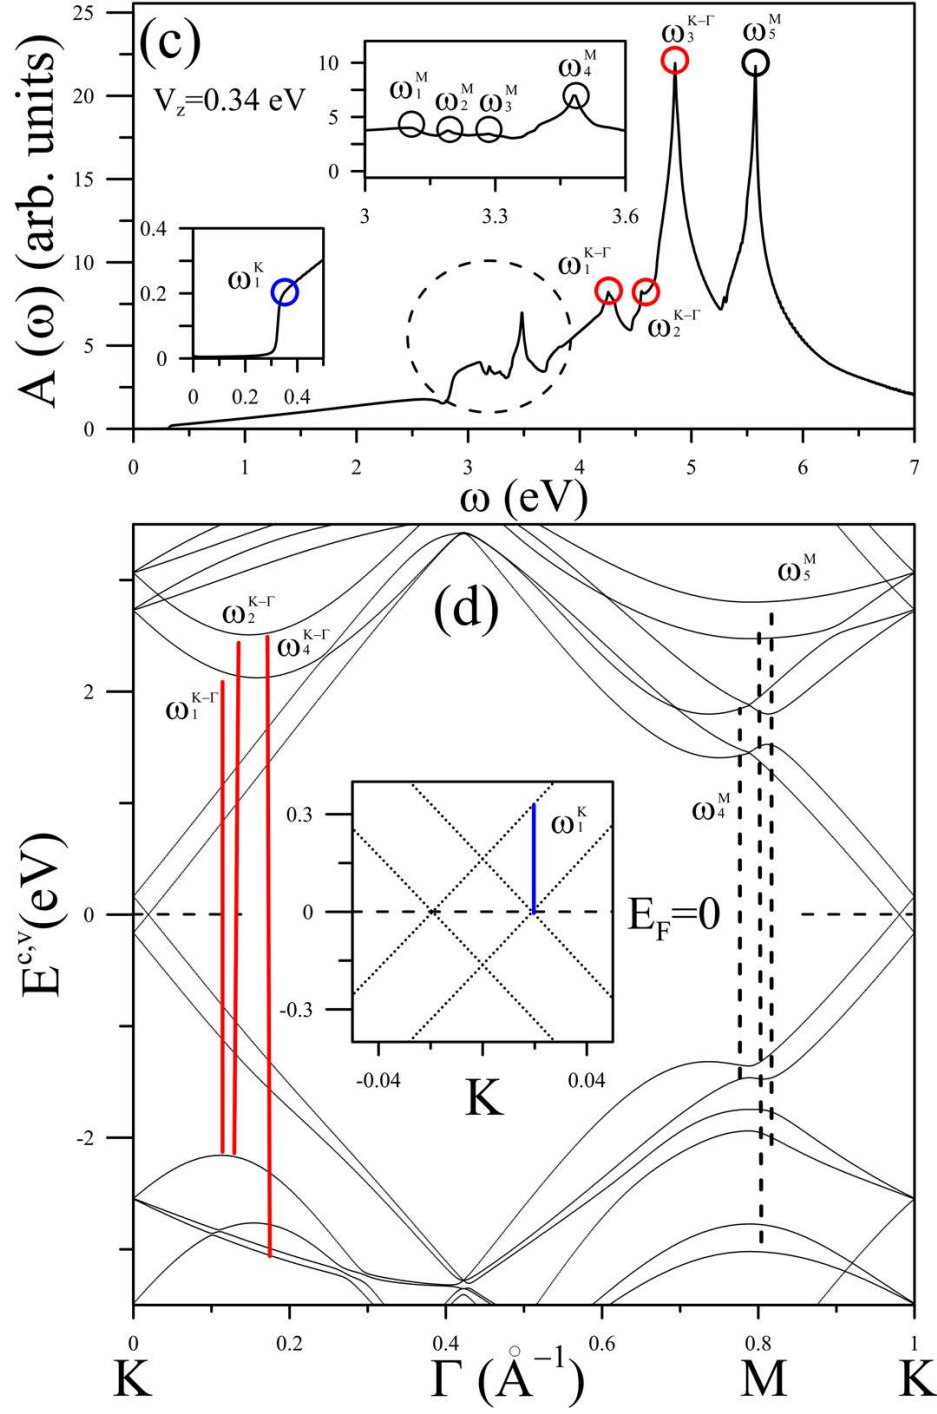 (c)
V_z=0.34 eV
A (ω) (arb. units)
25
20
15
10
5
0
0 1 2 3 4 5 6 7
ω (eV)
10
5
0
3 3.3 3.6
ω_1^M
ω_2^M
ω_3^M
ω_4^M
0.4
0.2
0
0 0.2 0.4
ω_1^K
ω_1^{K-Γ}
ω_2^{K-Γ}
ω_3^{K-Γ}
ω_5^M
(d)
E^{c,v}(eV)
2
0
-2
ω_1^{K-Γ}
ω_2^{K-Γ}
ω_4^{K-Γ}
ω_4^M
ω_5^M
0.3
0
-0.3
-0.04 0.04
K
ω_1^K
E_F=0
0 0.2 0.4 0.6 0.8 1
K Γ (Å^{-1}) M K